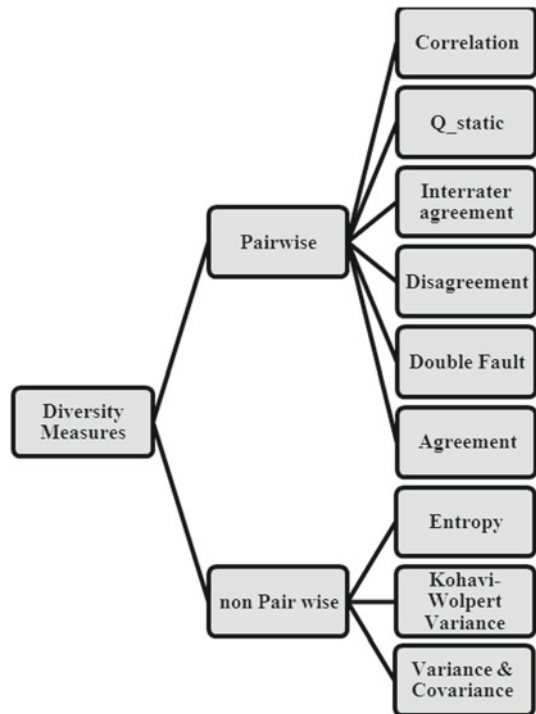 Correlation
Q_static
Interrater
agreement
Pairwise
Disagreement
Double Fault
Diversity
Measures
Agreement
Entropy
non Pair wise
Kohavi-
Wolpert
Variance
Variance &
Covariance